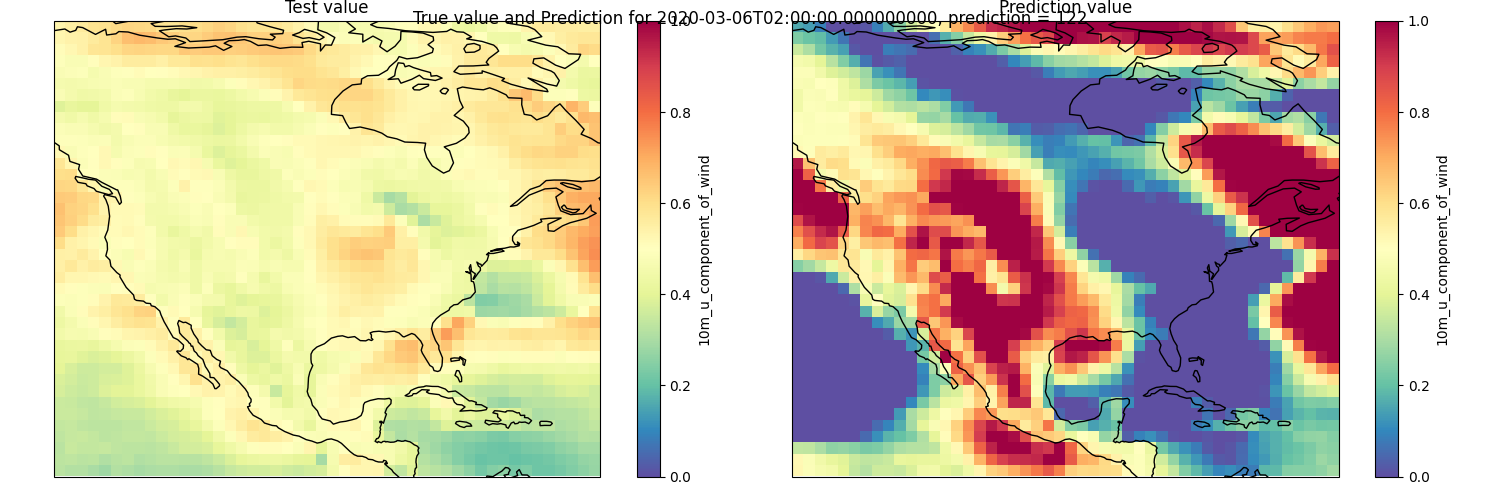 Test value
Prediction value
True value and Prediction for 2020-03-06T02:00:00.000000000, prediction = 122
1.0
0.8
0.6
0.4
0.2
0.0
10m_u_component_of_wind
1.0
0.8
0.6
0.4
0.2
0.0
10m_u_component_of_wind